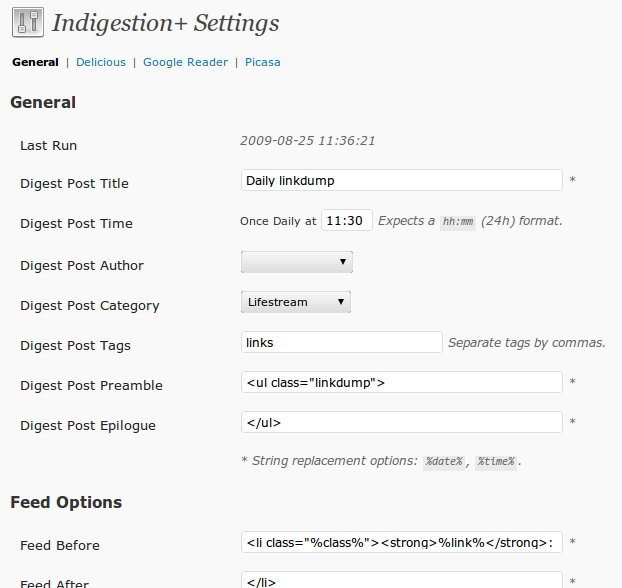 Indigestion+ Settings
General | Delicious | Google Reader | Picasa
General
Last Run 2009-08-25 11:36:21
Digest Post Title Daily linkdump *
Digest Post Time Once Daily at 11:30 Expects a hh:mm (24h) format.
Digest Post Author
Digest Post Category Lifestream
Digest Post Tags links Separate tags by commas.
Digest Post Preamble <ul class="linkdump"> *
Digest Post Epilogue </ul> *
* String replacement options: %date%, %time%.
Feed Options
Feed Before <li class="%class%"><strong>%link%</strong>: *
Feed After </li> *